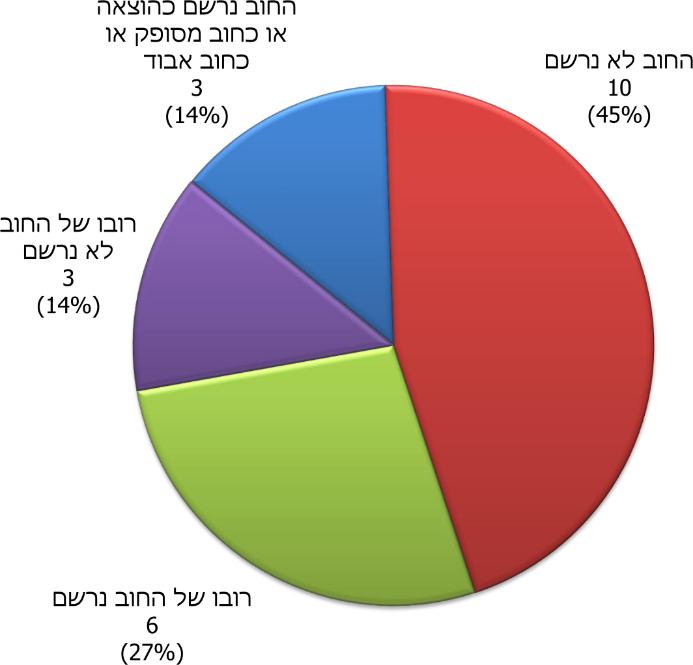 החוב נרשם כהוצאה
או כחוב מסופק או
כחוב אבוד
3
(14%)
החוב לא נרשם
10
(45%)
רובו של החוב
לא נרשם
3
(14%)
רובו של החוב נרשם
6
(27%)